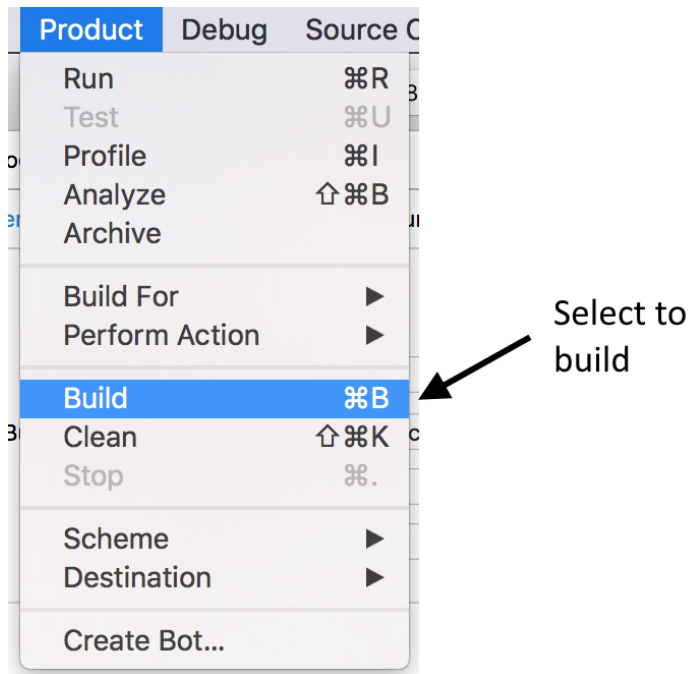 Product Debug Source
Run ⌘R
Test ⌘U
Profile ⌘I
Analyze ⇧⌘B
Archive
Build For ▶
Perform Action ▶
Build ⌘B
Clean ⇧⌘K
Stop ⌘.
Scheme ▶
Destination ▶
Create Bot...
Select to
build